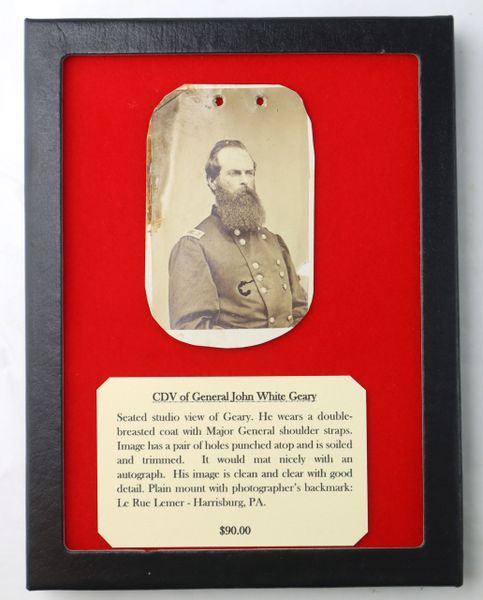 CDV of General John White Geary
Seated studio view of Geary. He wears a double-
breasted coat with Major General shoulder straps.
Image has a pair of holes punched atop and is soiled
and trimmed. It would mat nicely with an
autograph. His image is clean and clear with good
detail. Plain mount with photographer's backmark:
Le Rue Lemer - Harrisburg, PA.
$90.00